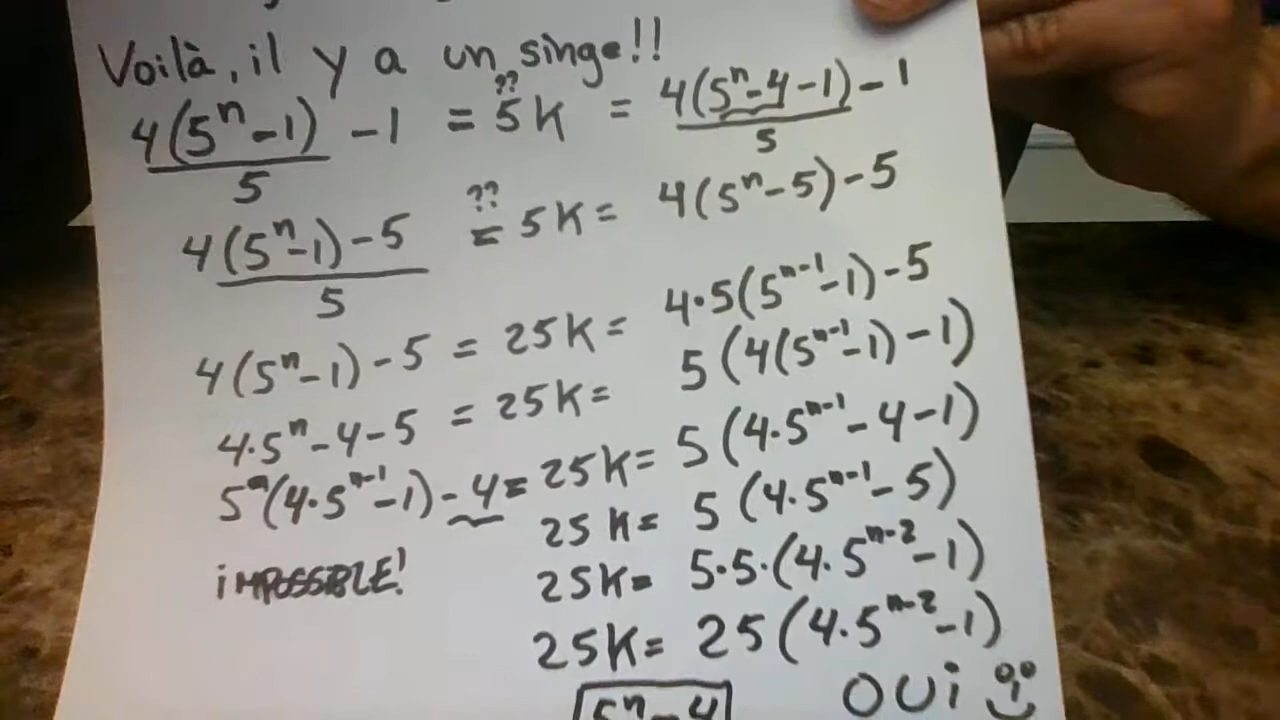 Voilà, il y a un singe!!
4(5ⁿ-1)/5 -1 =?? 5K = 4(5ⁿ-4-1)/5 -1
4(5ⁿ-1)-5/5 =?? 5K = 4(5ⁿ-5)-5
4(5ⁿ-1)-5 = 25K = 4·5(5ⁿ⁻¹-1)-5
4·5ⁿ-4-5 = 25K = 5(4(5ⁿ⁻¹-1)-1)
5(4·5ⁿ⁻¹-1)-4 = 25K = 5(4·5ⁿ⁻¹-4-1)
25K = 5(4·5ⁿ⁻¹-5)
IMPOSSIBLE! 25K = 5·5·(4·5ⁿ⁻²-1)
25K = 25(4·5ⁿ⁻²-1)
5ⁿ-4 OUi